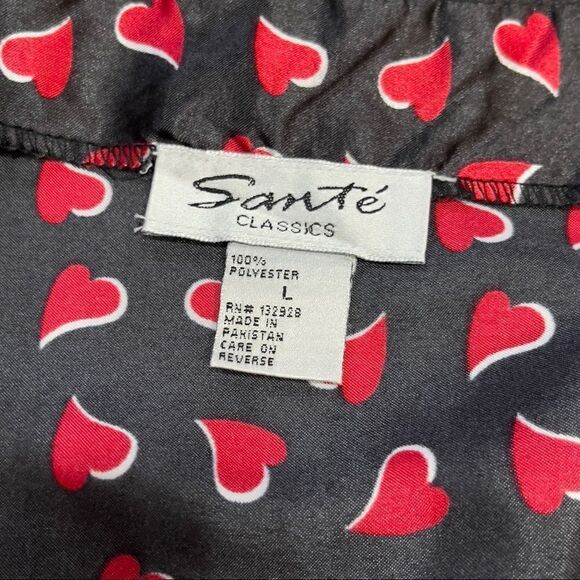 Santé
CLASSICS
100%
POLYESTER
L
RN# 132928
MADE IN
PAKISTAN
CARE ON
REVERSE